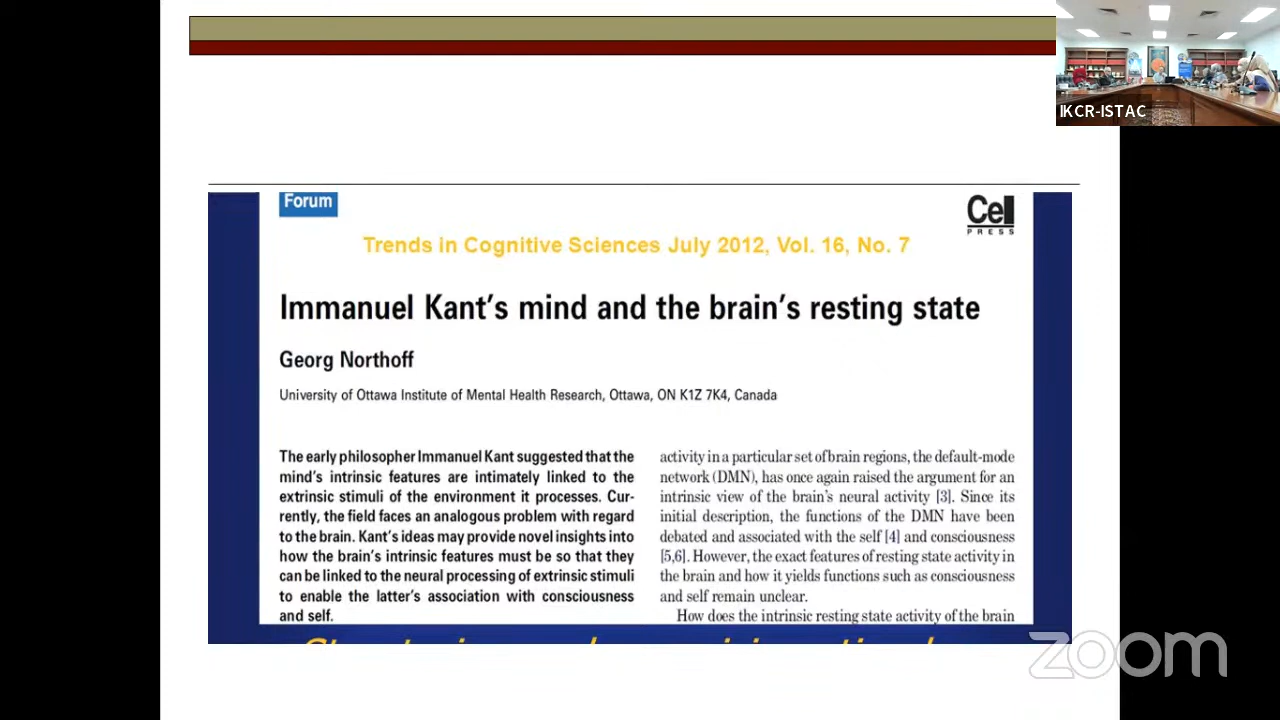 IKCR-ISTAC
Forum
Cell
PRESS
Trends in Cognitive Sciences July 2012, Vol. 16, No. 7
Immanuel Kant's mind and the brain's resting state
Georg Northoff
University of Ottawa Institute of Mental Health Research, Ottawa, ON K1Z 7K4, Canada
The early philosopher Immanuel Kant suggested that the
mind's intrinsic features are intimately linked to the
extrinsic stimuli of the environment it processes. Cur-
rently, the field faces an analogous problem with regard
to the brain. Kant's ideas may provide novel insights into
how the brain's intrinsic features must be so that they
can be linked to the neural processing of extrinsic stimuli
to enable the latter's association with consciousness
and self.
activity in a particular set of brain regions, the default-mode
network (DMN), has once again raised the argument for an
intrinsic view of the brain's neural activity [3]. Since its
initial description, the functions of the DMN have been
debated and associated with the self [4] and consciousness
[5,6]. However, the exact features of resting state activity in
the brain and how it yields functions such as consciousness
and self remain unclear.
How does the intrinsic resting state activity of the brain
zoom